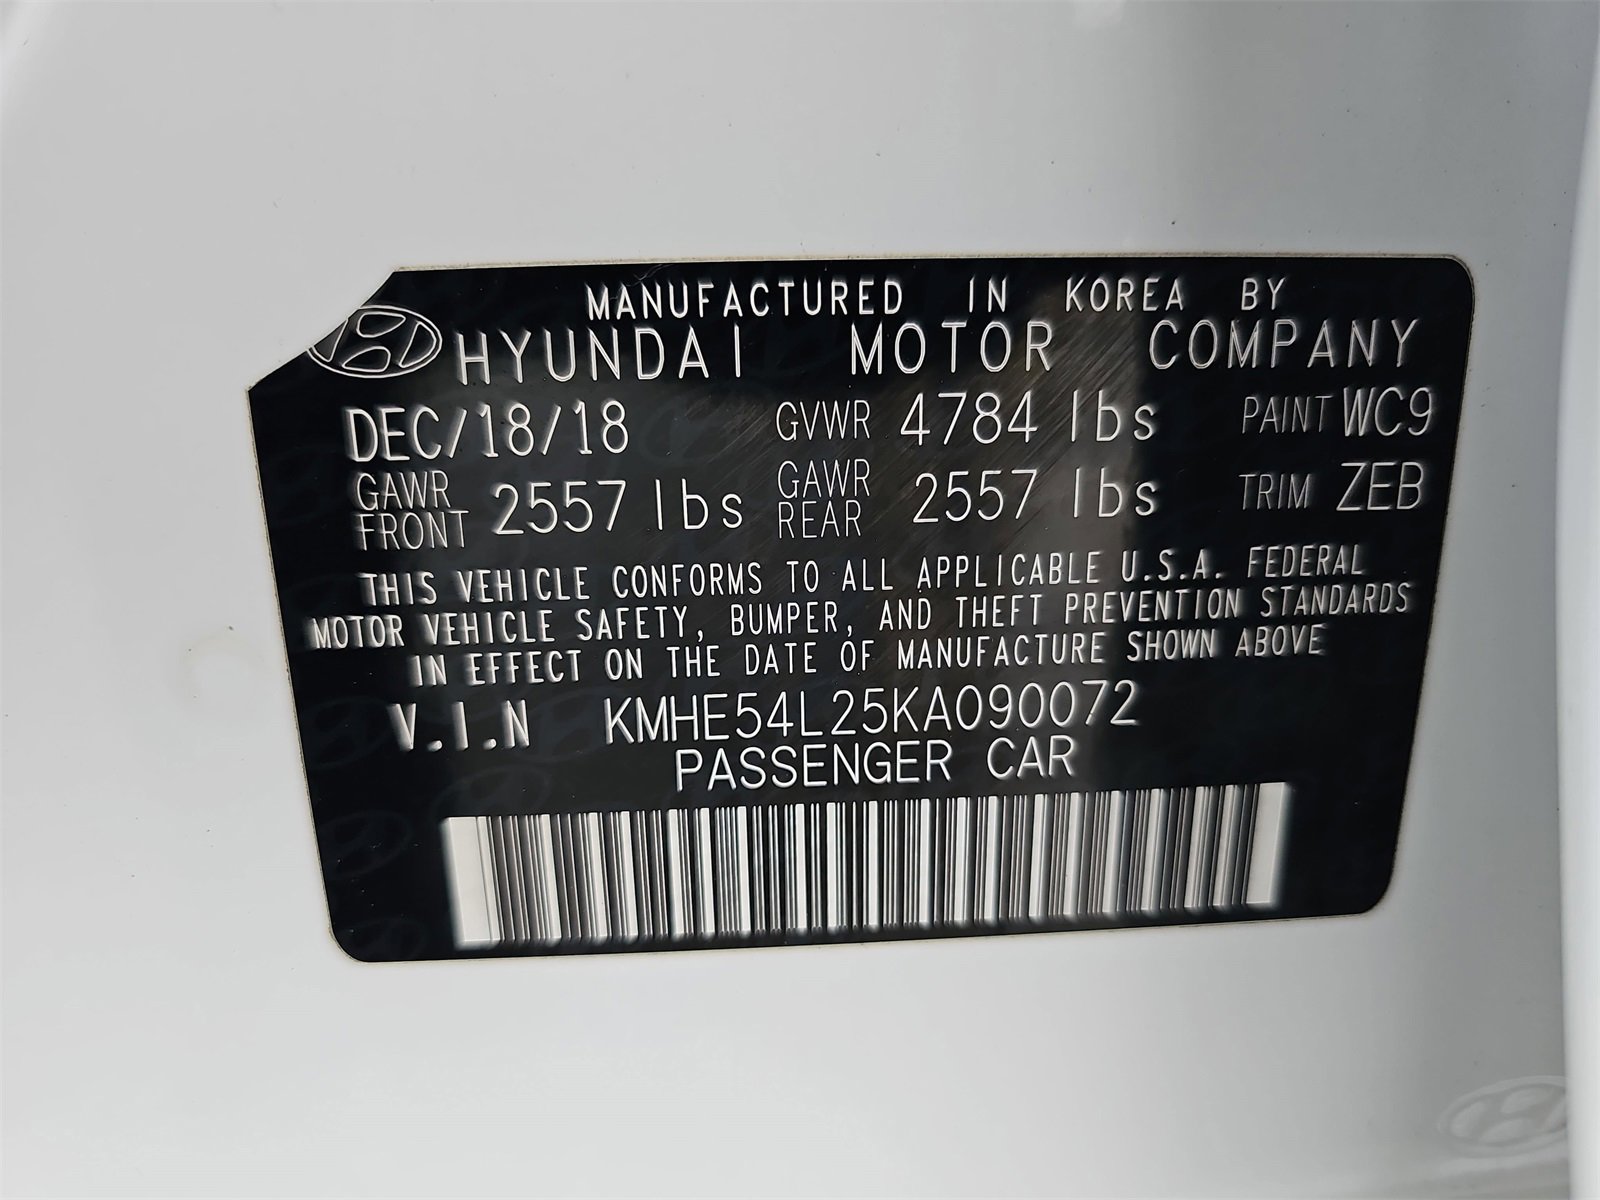 MANUFACTURED IN KOREA BY
HYUNDAI MOTOR COMPANY
DEC/18/18 GVWR 4784 lbs PAINT WC9
GAWR FRONT 2557 lbs GAWR REAR 2557 lbs TRIM ZEB
THIS VEHICLE CONFORMS TO ALL APPLICABLE U.S.A. FEDERAL
MOTOR VEHICLE SAFETY, BUMPER, AND THEFT PREVENTION STANDARDS
IN EFFECT ON THE DATE OF MANUFACTURE SHOWN ABOVE
V.I.N KMHE54L25KA090072
PASSENGER CAR